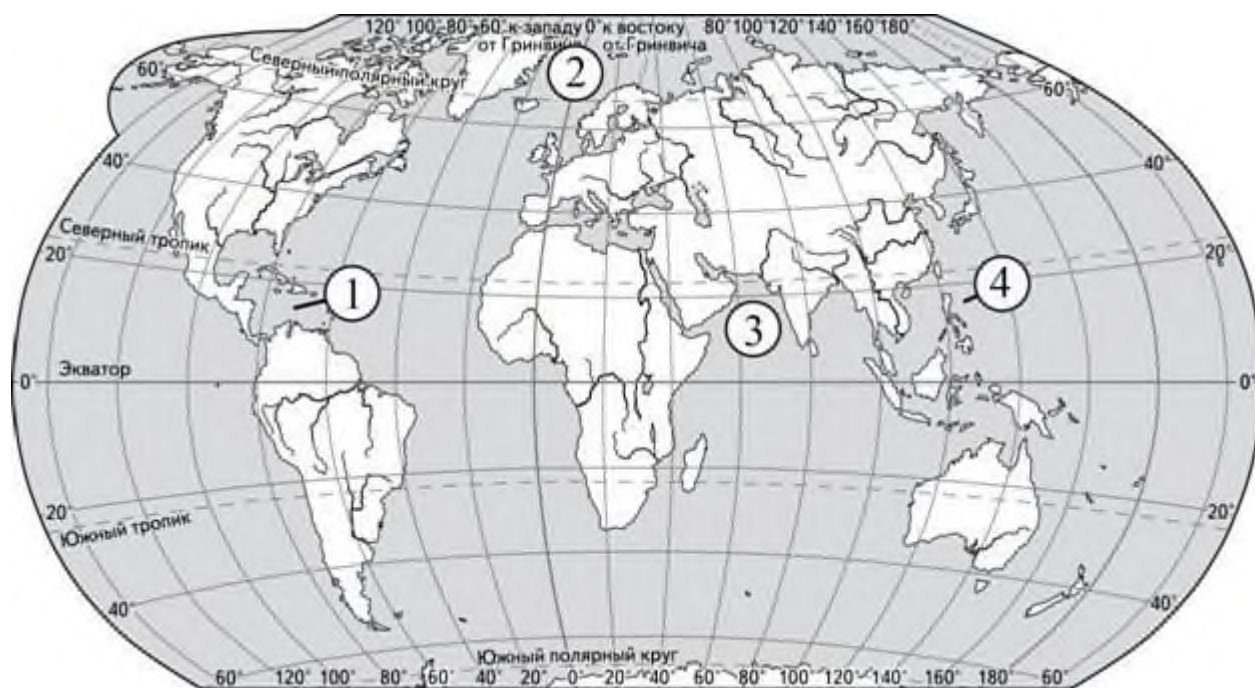 120° 100° 80° 60° к западу 0° к востоку 80° 100° 120° 140° 160° 180°
от Гринвича от Гринвича
Северный полярный круг
2
60° 60°
40° 40°
Северный тропик
20° 20°
1 4
3
Экватор
0° 0°
20° 20°
Южный тропик
40° 40°
Южный полярный круг
60° 120° 100° 80° 60° 40° 20° 0° 20° 40° 60° 80° 100° 120° 140° 160° 180° 60°